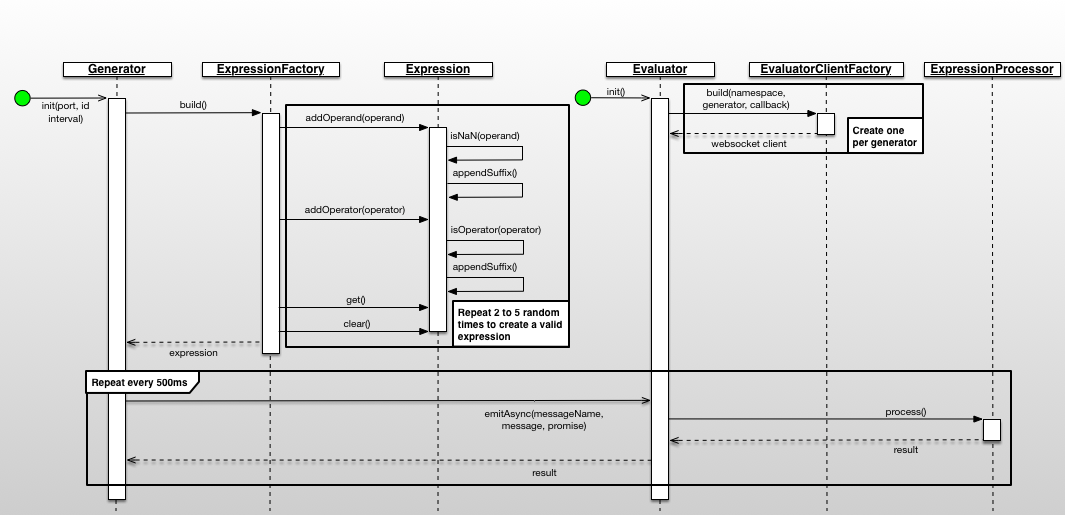 Generator
ExpressionFactory
Expression
Evaluator
EvaluatorClientFactory
ExpressionProcessor
init(port, id
interval)
build()
addOperand(operand)
isNaN(operand)
appendSuffix()
addOperator(operator)
isOperator(operator)
appendSuffix()
get()
clear()
Repeat 2 to 5 random
times to create a valid
expression
expression
init()
build(namespace,
generator, callback)
websocket client
Create one
per generator
Repeat every 500ms
emitAsync(messageName,
message, promise)
process()
result
result